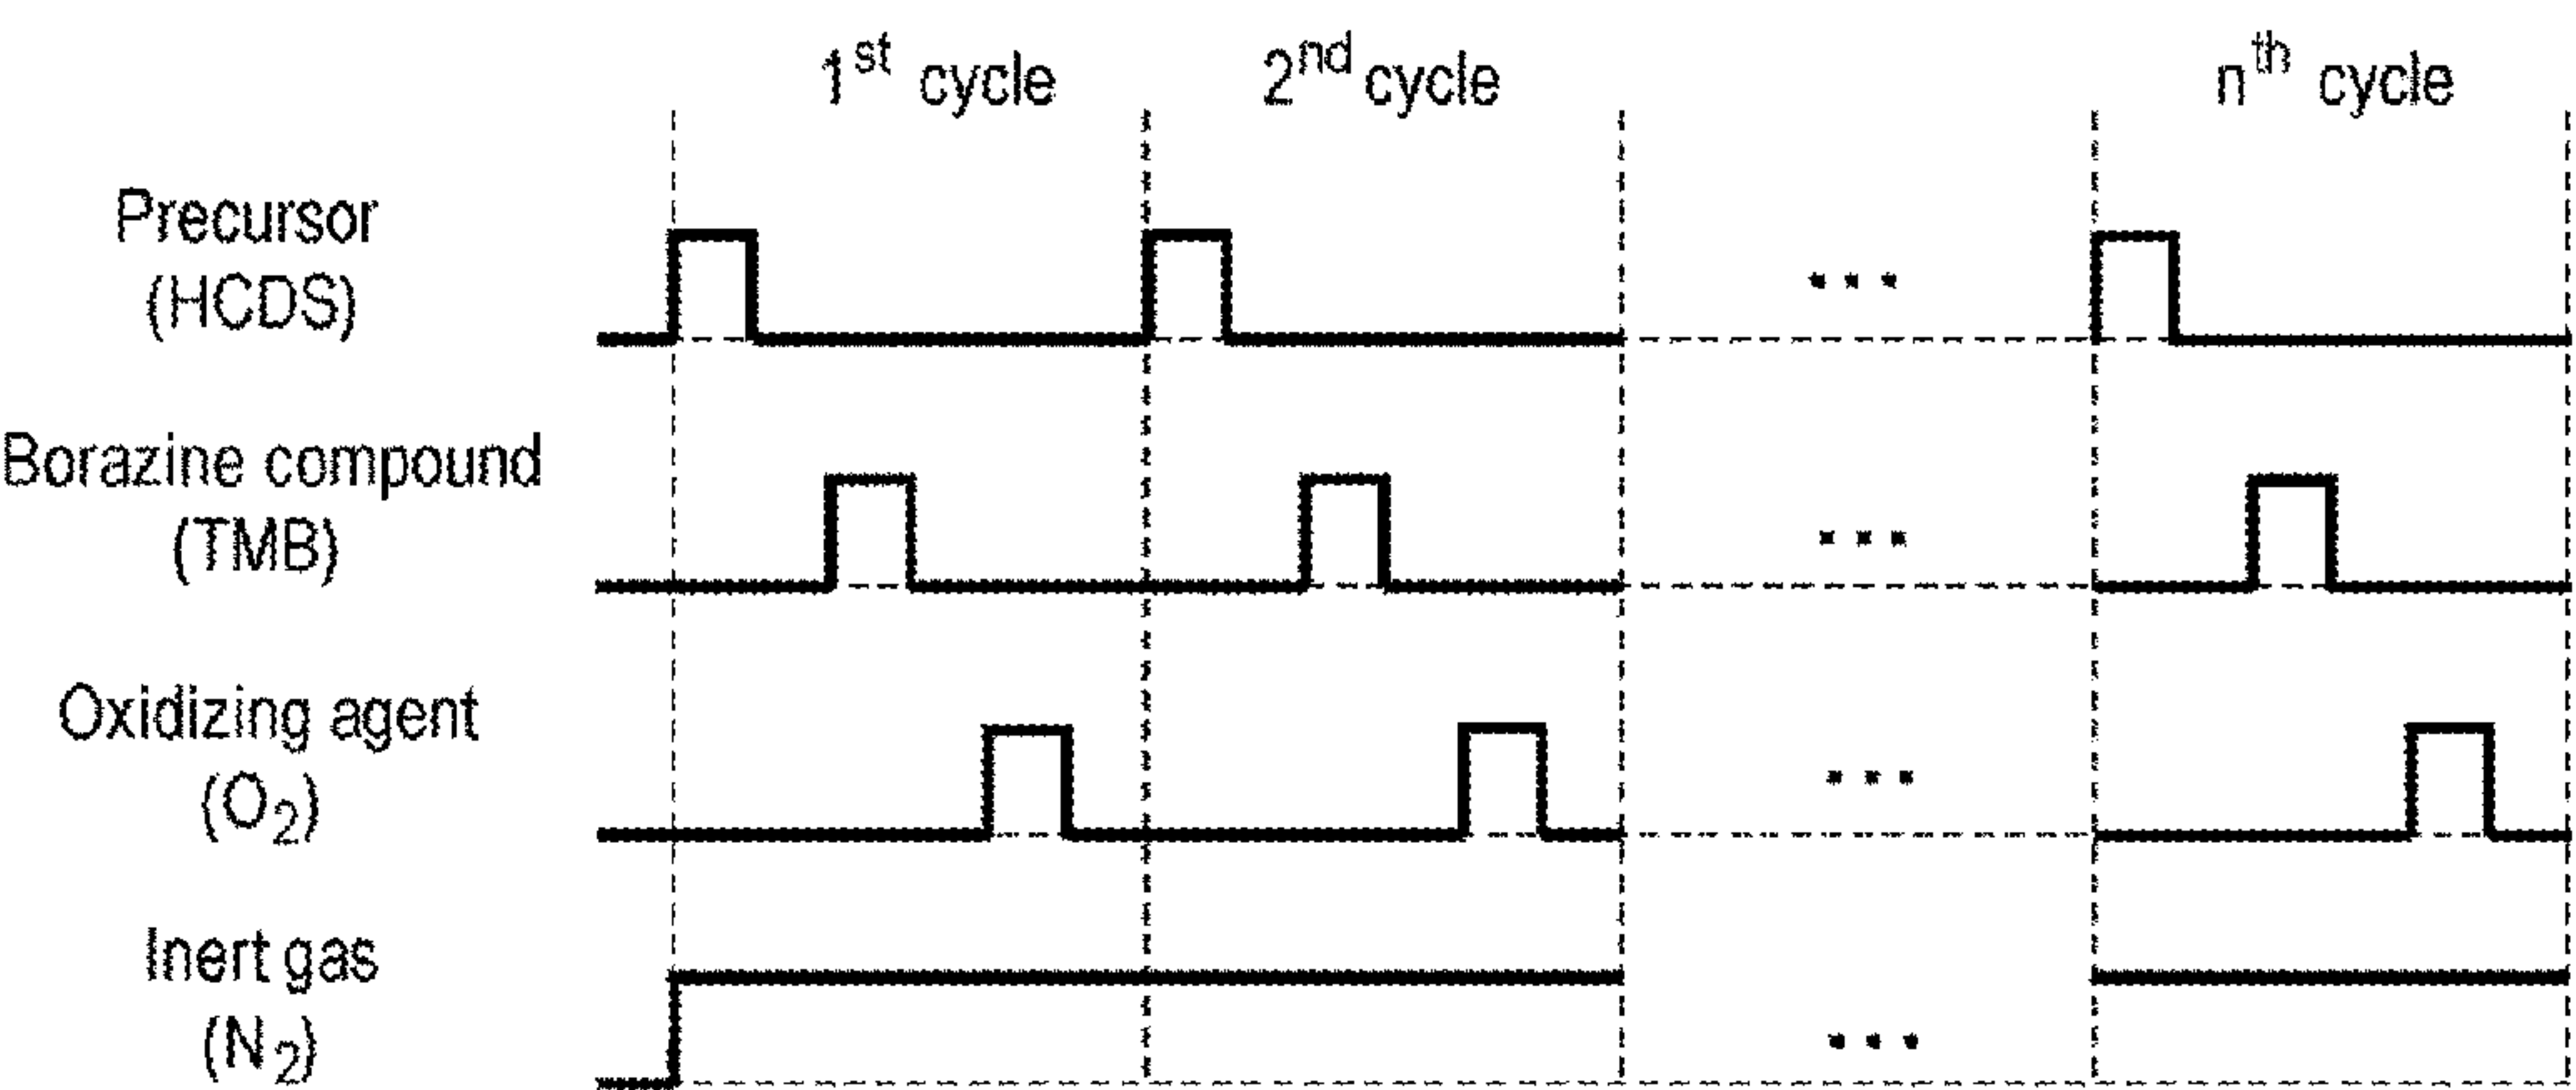 1st cycle 2nd cycle nth cycle
Precursor
(HCDS)
...
Borazine compound
(TMB)
...
Oxidizing agent
(O2)
...
Inert gas
(N2)
...